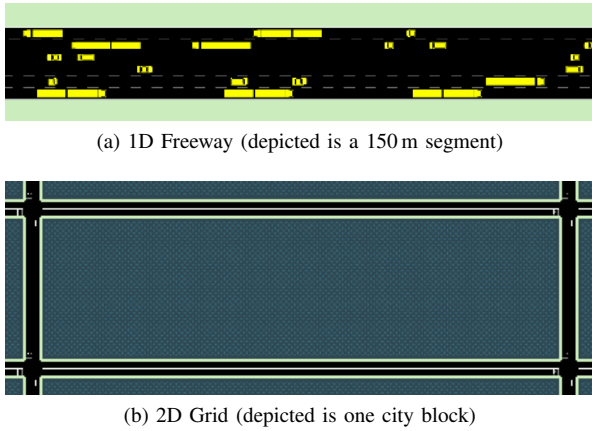 (a) 1D Freeway (depicted is a 150 m segment)
(b) 2D Grid (depicted is one city block)